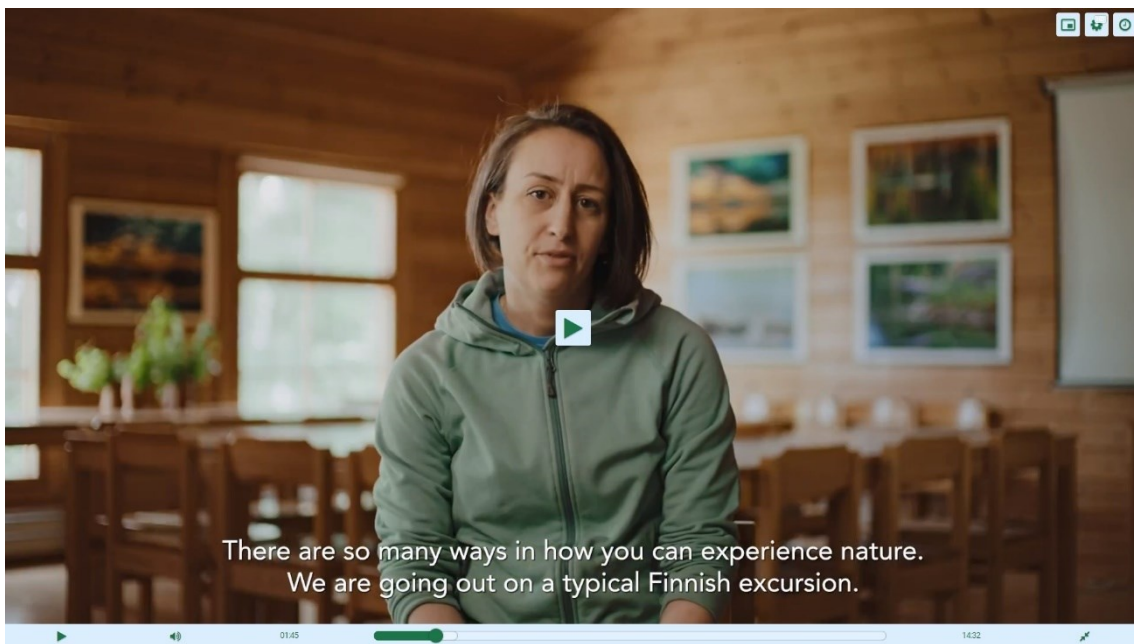 There are so many ways in how you can experience nature.
We are going out on a typical Finnish excursion.
01:45
14:32